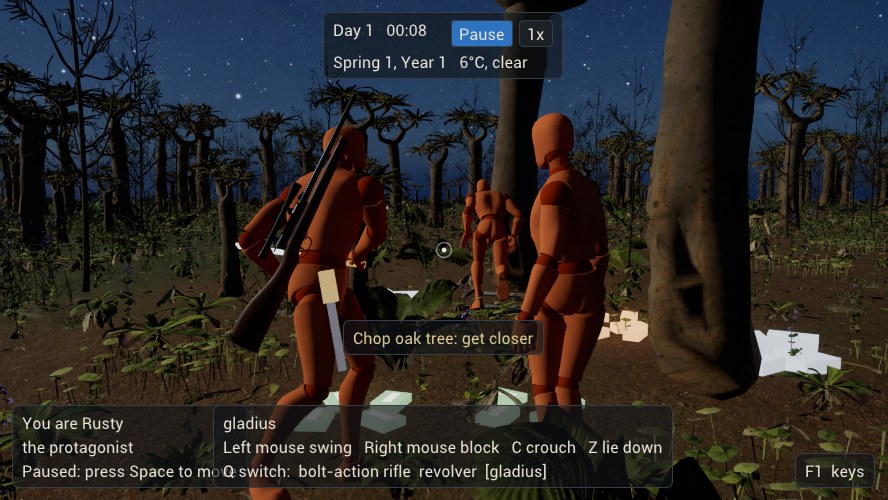 Day 1 00:08
Pause
1x
Spring 1, Year 1 6°C, clear
Chop oak tree: get closer
You are Rusty
the protagonist
Paused: press Space to
gladius
Left mouse swing Right mouse block C crouch Z lie down
Q switch: bolt-action rifle revolver [gladius]
F1 keys